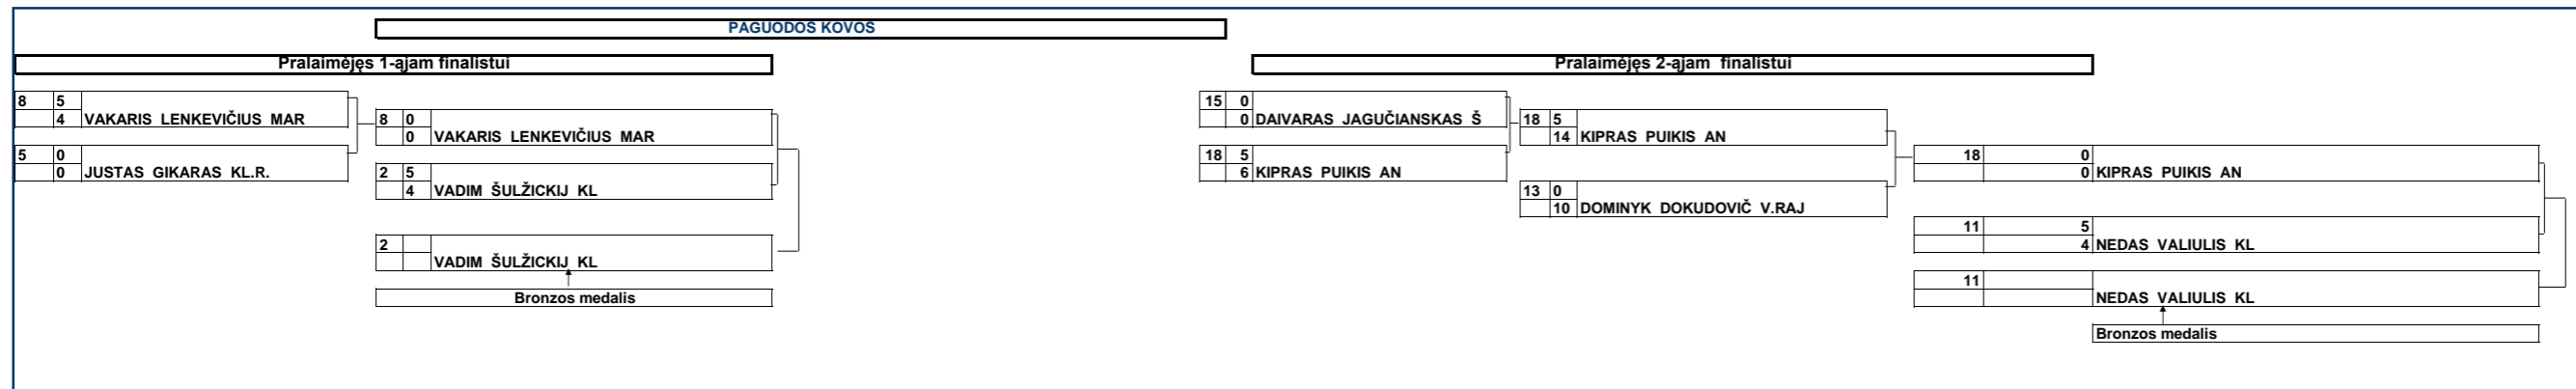 PAGUODOS KOVOS
Pralaimėjęs 1-ajam finalistui
8 5
4 VAKARIS LENKEVIČIUS MAR
5 0
0 JUSTAS GIKARAS KL.R.
8 0
0 VAKARIS LENKEVIČIUS MAR
2 5
4 VADIM ŠULŽICKIJ KL
2
VADIM ŠULŽICKIJ KL
Bronzos medalis
Pralaimėjęs 2-ajam finalistui
15 0
0 DAIVARAS JAGUČIANSKAS Š
18 5
6 KIPRAS PUIKIS AN
18 5
14 KIPRAS PUIKIS AN
13 0
10 DOMINYK DOKUDOVIČ V.RAJ
18 0
0 KIPRAS PUIKIS AN
11 5
4 NEDAS VALIULIS KL
11
NEDAS VALIULIS KL
Bronzos medalis